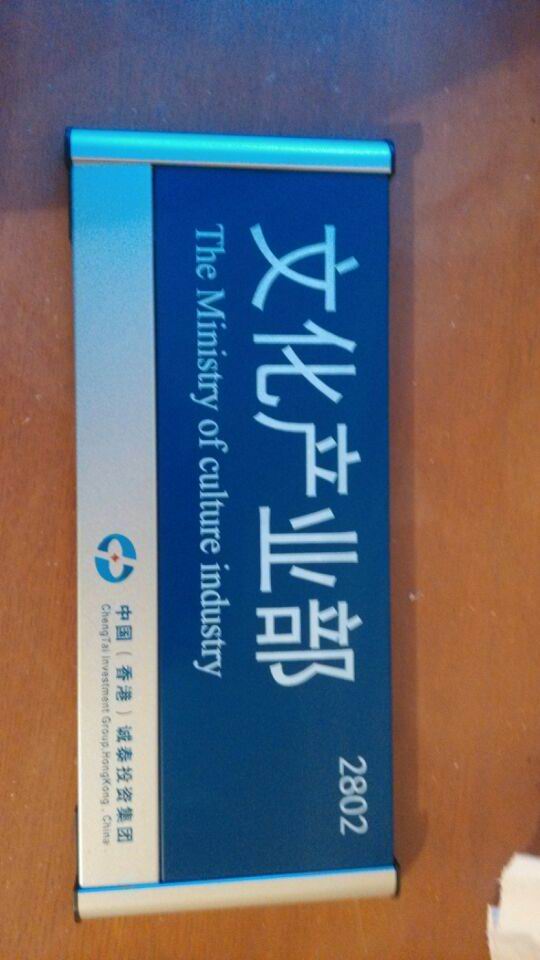 2802
文化产业部
The Ministry of culture industry
中国（香港）诚泰投资集团
ChengTai Investment Group,HongKong , China .